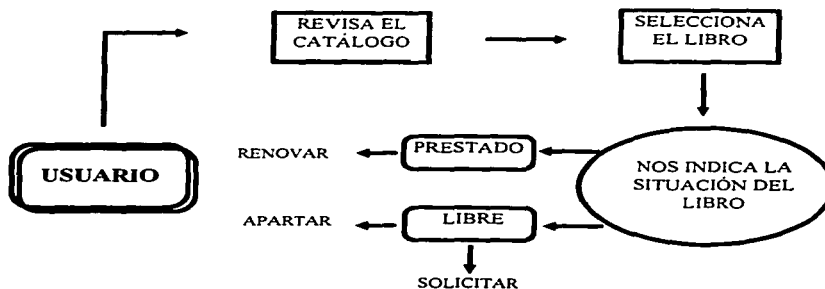 REVISA EL
CATÁLOGO
SELECCIONA
EL LIBRO
USUARIO
RENOVAR
PRESTADO
NOS INDICA LA
SITUACIÓN DEL
LIBRO
APARTAR
LIBRE
SOLICITAR